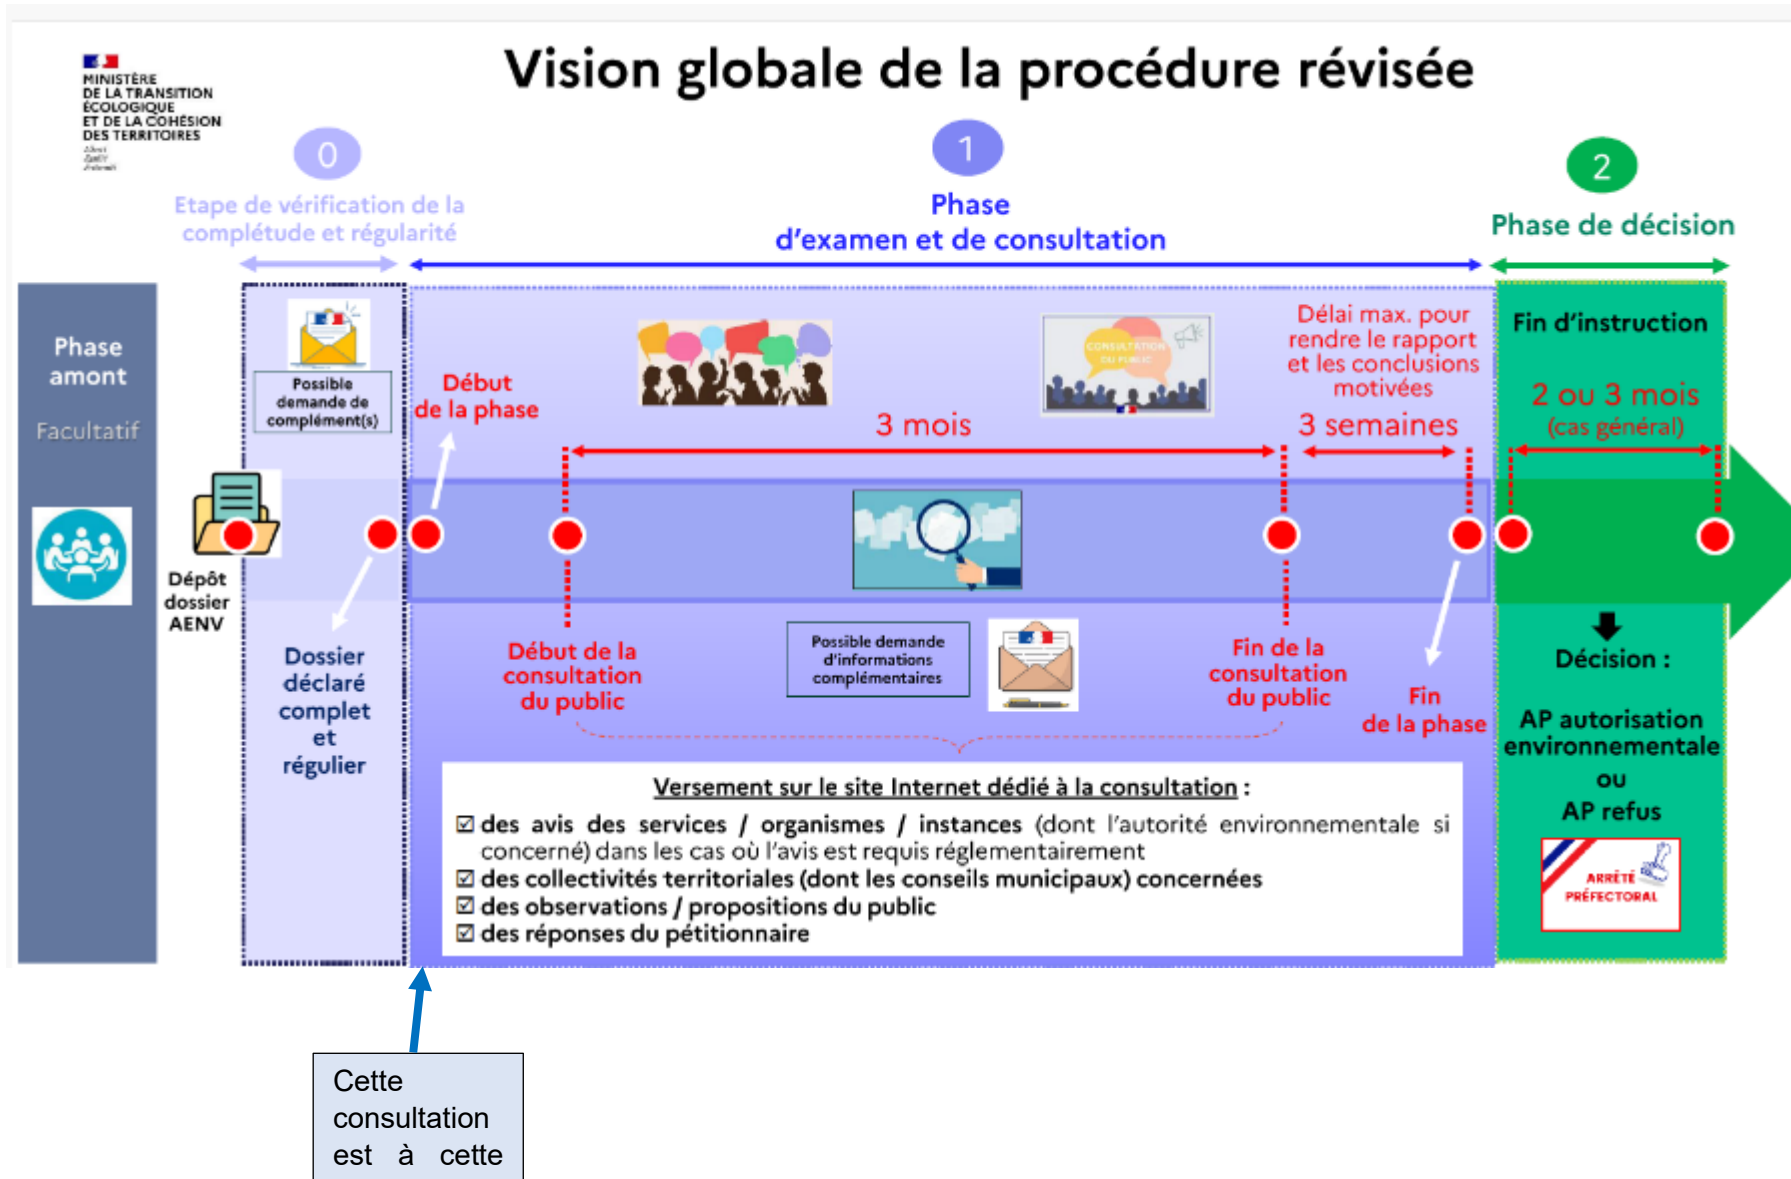 Vision globale de la procédure révisée
MINISTÈRE
DE LA TRANSITION
ÉCOLOGIQUE
ET DE LA COHÉSION
DES TERRITOIRES
0
Etape de vérification de la
complétude et régularité
1
Phase
d'examen et de consultation
2
Phase de décision
Phase
amont
Facultatif
Dépôt
dossier
AENV
Possible
demande de
complément(s)
Dossier
déclaré
complet
et
régulier
Début
de la phase
CONSULTATION
DU PUBLIC
3 mois
Délai max. pour
rendre le rapport
et les conclusions
motivées
3 semaines
Début de la
consultation
du public
Possible demande
d'informations
complémentaires
Fin de la
consultation
du public
Fin
de la phase
Versement sur le site Internet dédié à la consultation :
☑ des avis des services / organismes / instances (dont l'autorité environnementale si
concerné) dans les cas où l'avis est requis réglementairement
☑ des collectivités territoriales (dont les conseils municipaux) concernées
☑ des observations / propositions du public
☑ des réponses du pétitionnaire
Fin d'instruction
2 ou 3 mois
(cas général)
Décision :
AP autorisation
environnementale
ou
AP refus
ARRÊTÉ
PRÉFECTORAL
Cette
consultation
est à cette